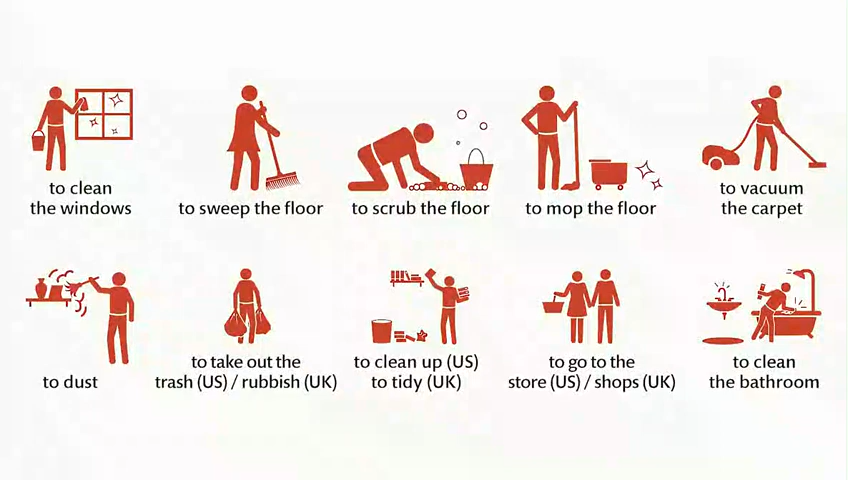 to clean
the windows
to sweep the floor
to scrub the floor
to mop the floor
to vacuum
the carpet
to dust
to take out the
trash (US) / rubbish (UK)
to clean up (US)
to tidy (UK)
to go to the
store (US) / shops (UK)
to clean
the bathroom